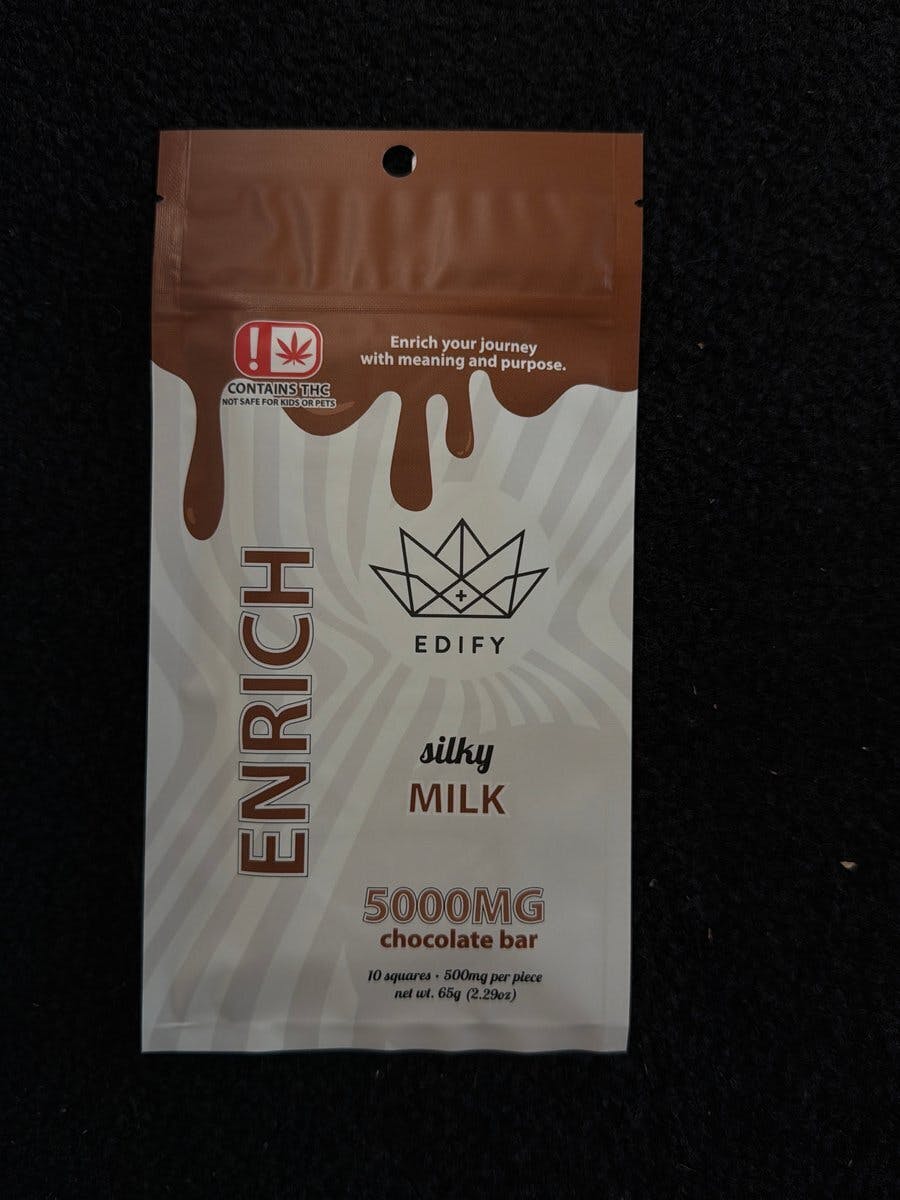 !
CONTAINS THC
NOT SAFE FOR KIDS OR PETS
Enrich your journey
with meaning and purpose.
ENRICH
EDIFY
silky
MILK
5000MG
chocolate bar
10 squares • 500mg per piece
net wt. 65g (2.29oz)